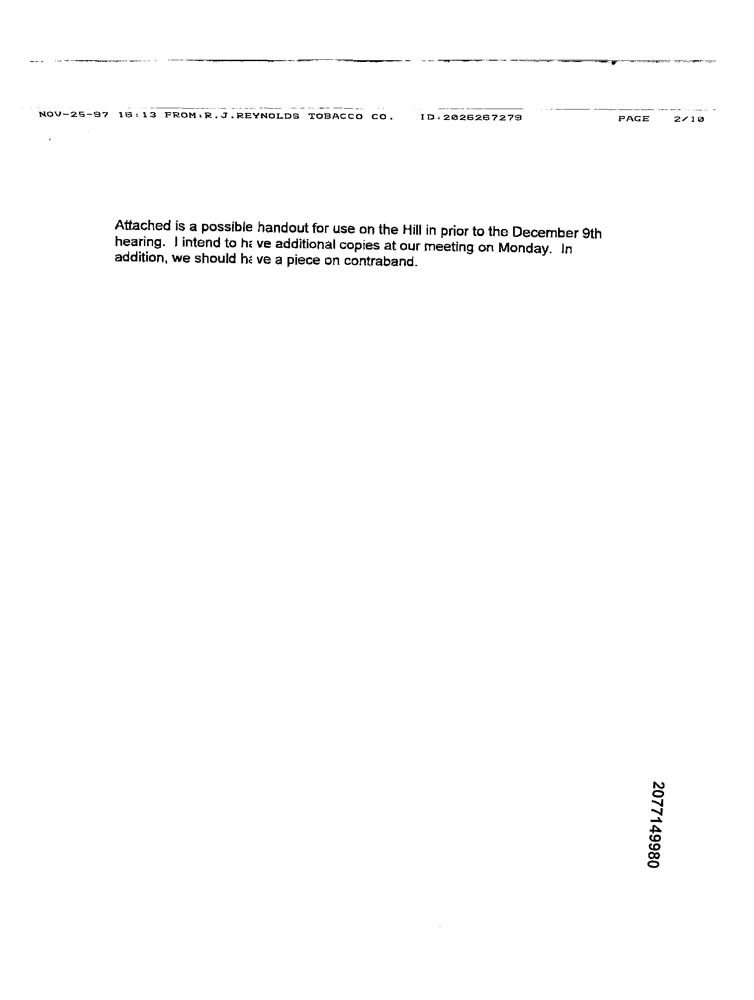 NOV-25-97 16:13 FROM:R.J.REYNOLDS TOBACCO CO. ID:2026267279 PAGE 2/10
Attached is a possible handout for use on the Hill in prior to the December 9th
hearing. I intend to have additional copies at our meeting on Monday. In
addition, we should have a piece on contraband.
2077149980